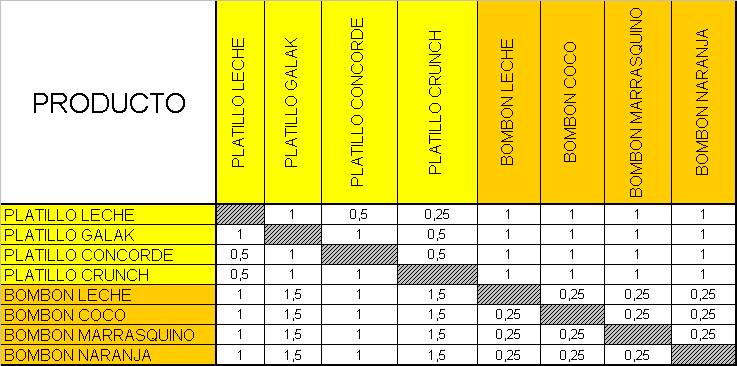 PRODUCTO PLATILLO LECHE PLATILLO GALAK PLATILLO CONCORDE PLATILLO CRUNCH BOMBON LECHE BOMBON COCO BOMBON MARRASQUINO BOMBON NARANJA
PLATILLO LECHE 1 0,5 0,25 1 1 1 1
PLATILLO GALAK 1 1 0,5 1 1 1 1
PLATILLO CONCORDE 0,5 1 0,5 1 1 1 1
PLATILLO CRUNCH 0,5 1 1 1 1 1 1
BOMBON LECHE 1 1,5 1 1,5 0,25 0,25 0,25
BOMBON COCO 1 1,5 1 1,5 0,25 0,25 0,25
BOMBON MARRASQUINO 1 1,5 1 1,5 0,25 0,25 0,25
BOMBON NARANJA 1 1,5 1 1,5 0,25 0,25 0,25